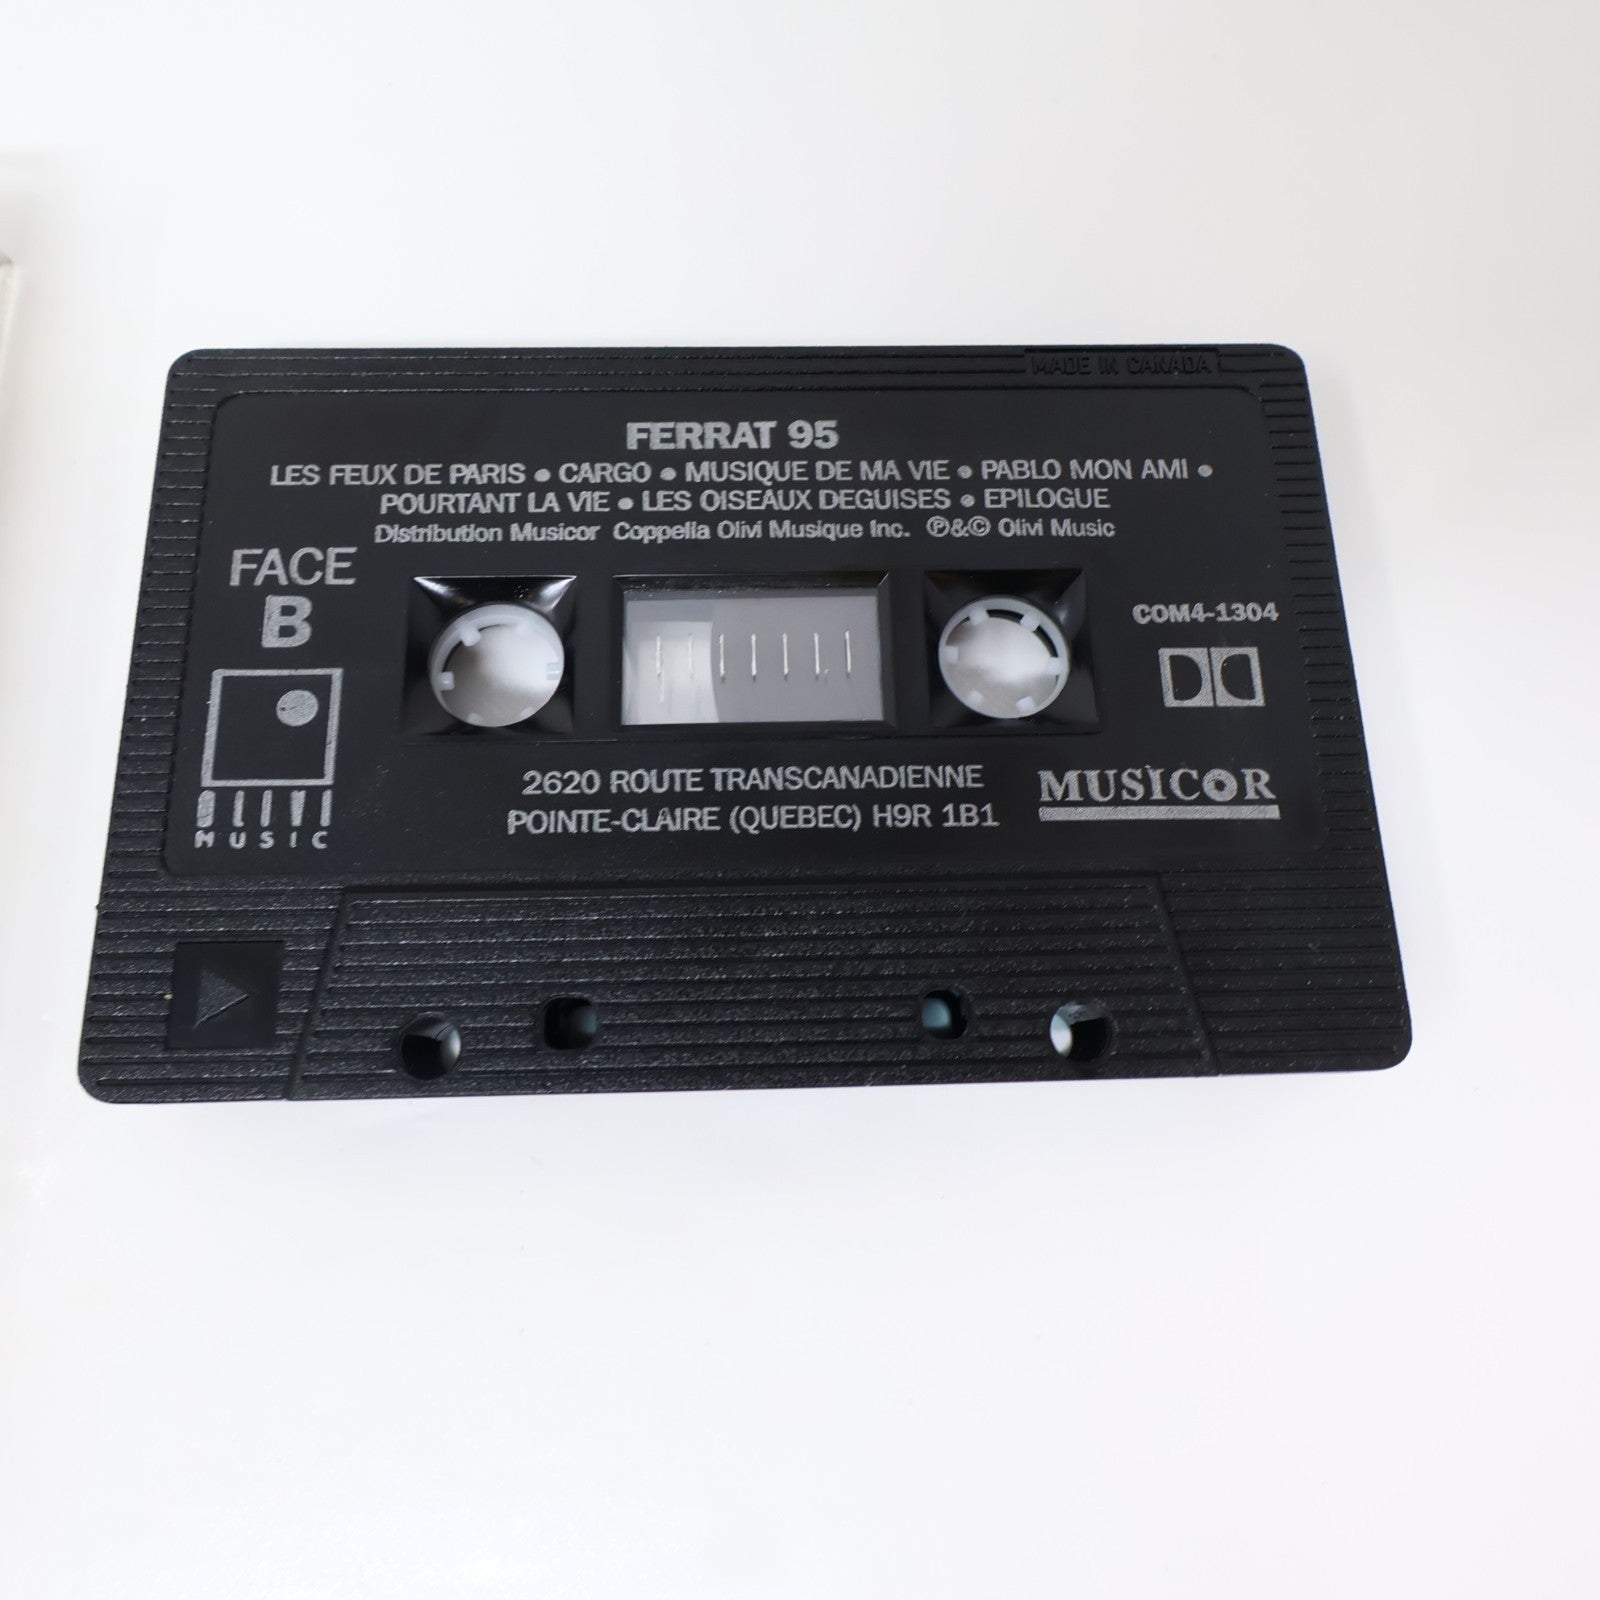 MADE IN CANADA
FERRAT 95
LES FEUX DE PARIS • CARGO • MUSIQUE DE MA VIE • PABLO MON AMI •
POURTANT LA VIE • LES OISEAUX DEGUISES • EPILOGUE
Distribution Musicor Coppelia Olivi Musique Inc. ℗&© Olivi Music
FACE
B
COM4-1304
OLIVI
MUSIC
2620 ROUTE TRANSCANADIENNE
POINTE-CLAIRE (QUEBEC) H9R 1B1
MUSICOR